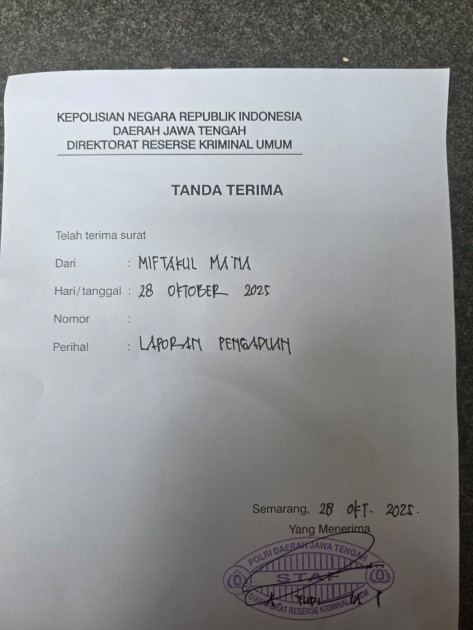 KEPOLISIAN NEGARA REPUBLIK INDONESIA
DAERAH JAWA TENGAH
DIREKTORAT RESERSE KRIMINAL UMUM
TANDA TERIMA
Telah terima surat
Dari : MIFTAKUL MA'NA
Hari/tanggal : 28 OKTOBER 2025
Nomor :
Perihal : LAPORAN PENGADUAN
Semarang, 28 OKT. 2025.
Yang Menerima
POLRI DAERAH JAWA TENGAH
STAF
DIREKTORAT RESERSE KRIMINAL UMUM